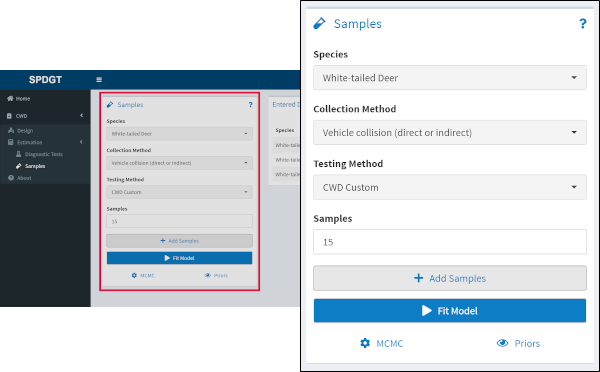 SPDGT
Home
CWD
Design
Estimation
Diagnostic Tests
Samples
About
Samples
?
Species
White-tailed Deer
Collection Method
Vehicle collision (direct or indirect)
Testing Method
CWD Custom
Samples
15
Add Samples
Fit Model
MCMC
Priors
Entered D
Species
White-taile
White-taile
White-taile
Samples
?
Species
White-tailed Deer
Collection Method
Vehicle collision (direct or indirect)
Testing Method
CWD Custom
Samples
15
Add Samples
Fit Model
MCMC
Priors